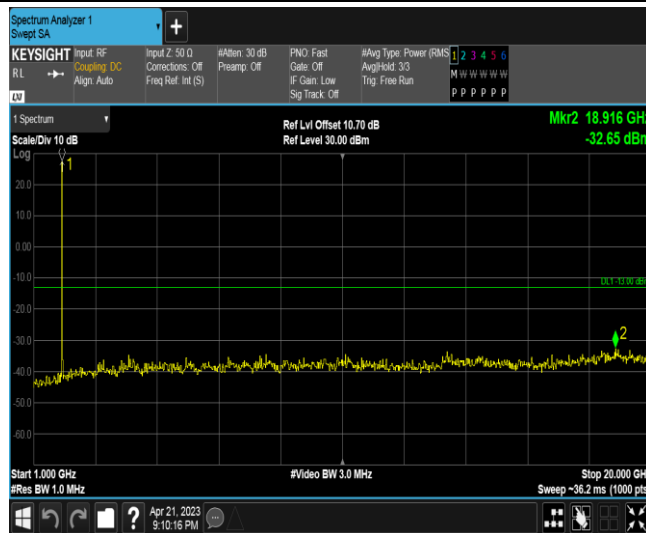 Spectrum Analyzer 1
Swept SA
+
KEYSIGHT
RL
LXI
Input: RF
Coupling: DC
Align: Auto
Input Z: 50 Ω
Corrections: Off
Freq Ref: Int (S)
#Atten: 30 dB
Preamp: Off
PNO: Fast
Gate: Off
IF Gain: Low
Sig Track: Off
#Avg Type: Power (RMS
Avg|Hold: 3/3
Trig: Free Run
1 2 3 4 5 6
M W W W W W
P P P P P P
1 Spectrum
Scale/Div 10 dB
Log
Ref Lvl Offset 10.70 dB
Ref Level 30.00 dBm
Mkr2 18.916 GHz
-32.65 dBm
1
20.0
10.0
0.00
-10.0
DL1 -13.00 dBm
-20.0
-30.0
2
-40.0
-50.0
-60.0
Start 1.000 GHz
#Res BW 1.0 MHz
#Video BW 3.0 MHz
Stop 20.000 GHz
Sweep ~36.2 ms (1000 pts
?
Apr 21, 2023
9:10:16 PM